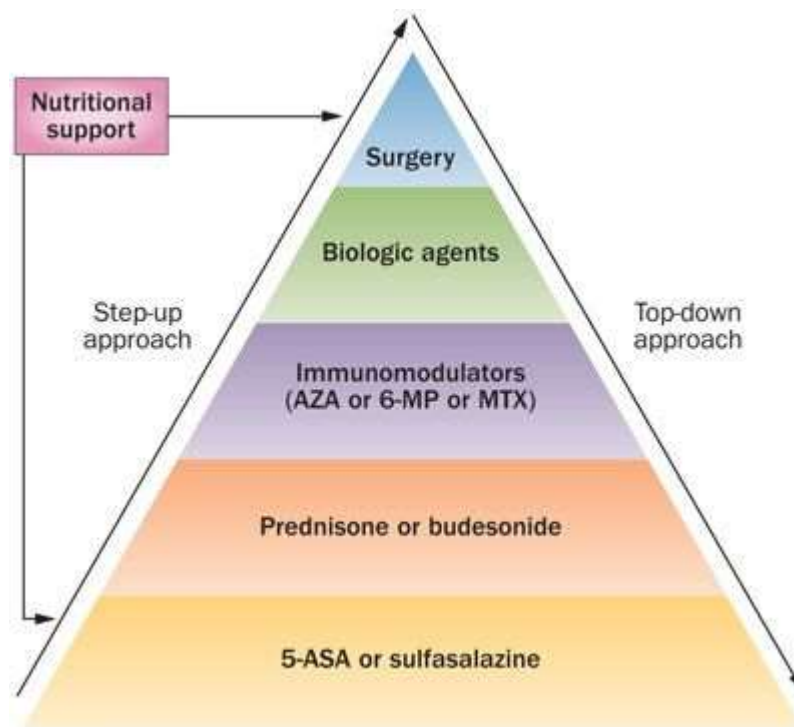 Nutritional
support
Surgery
Biologic agents
Step-up
approach
Top-down
approach
Immunomodulators
(AZA or 6-MP or MTX)
Prednisone or budesonide
5-ASA or sulfasalazine